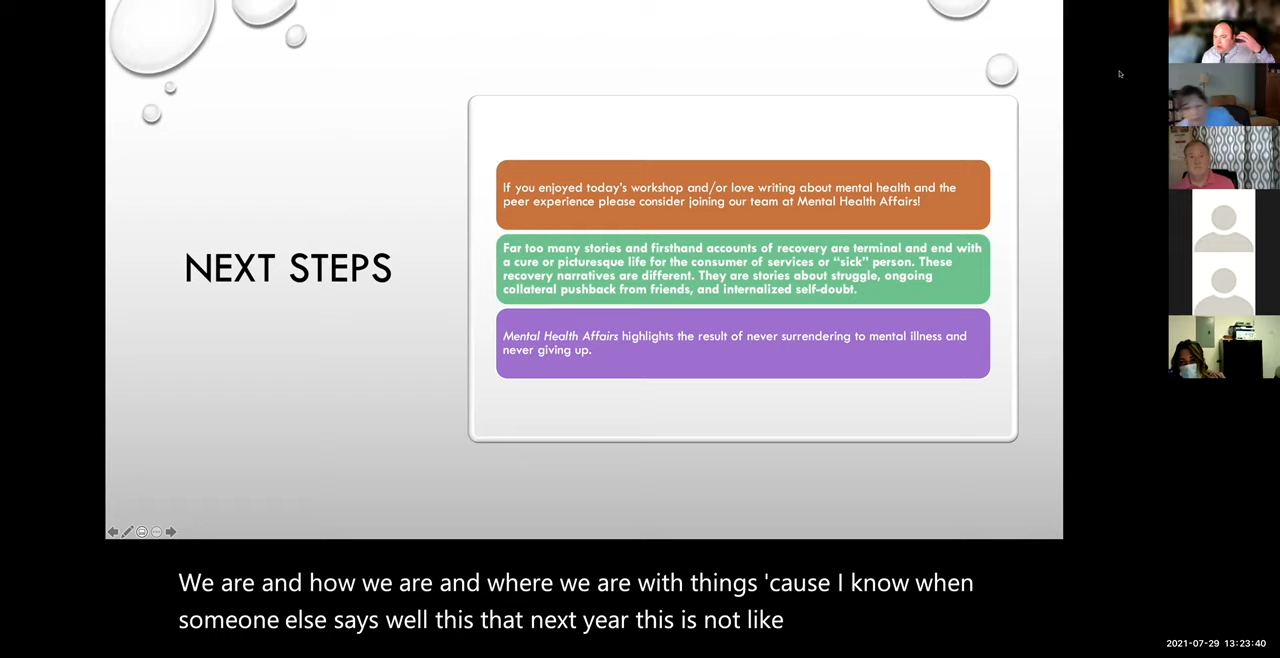 NEXT STEPS
If you enjoyed today's workshop and/or love writing about mental health and the
peer experience please consider joining our team at Mental Health Affairs!
Far too many stories and firsthand accounts of recovery are terminal and end with
a cure or picturesque life for the consumer of services or “sick” person. These
recovery narratives are different. They are stories about struggle, ongoing
collateral pushback from friends, and internalized self-doubt.
Mental Health Affairs highlights the result of never surrendering to mental illness and
never giving up.
We are and how we are and where we are with things 'cause I know when
someone else says well this that next year this is not like
2021-07-29 13:23:40